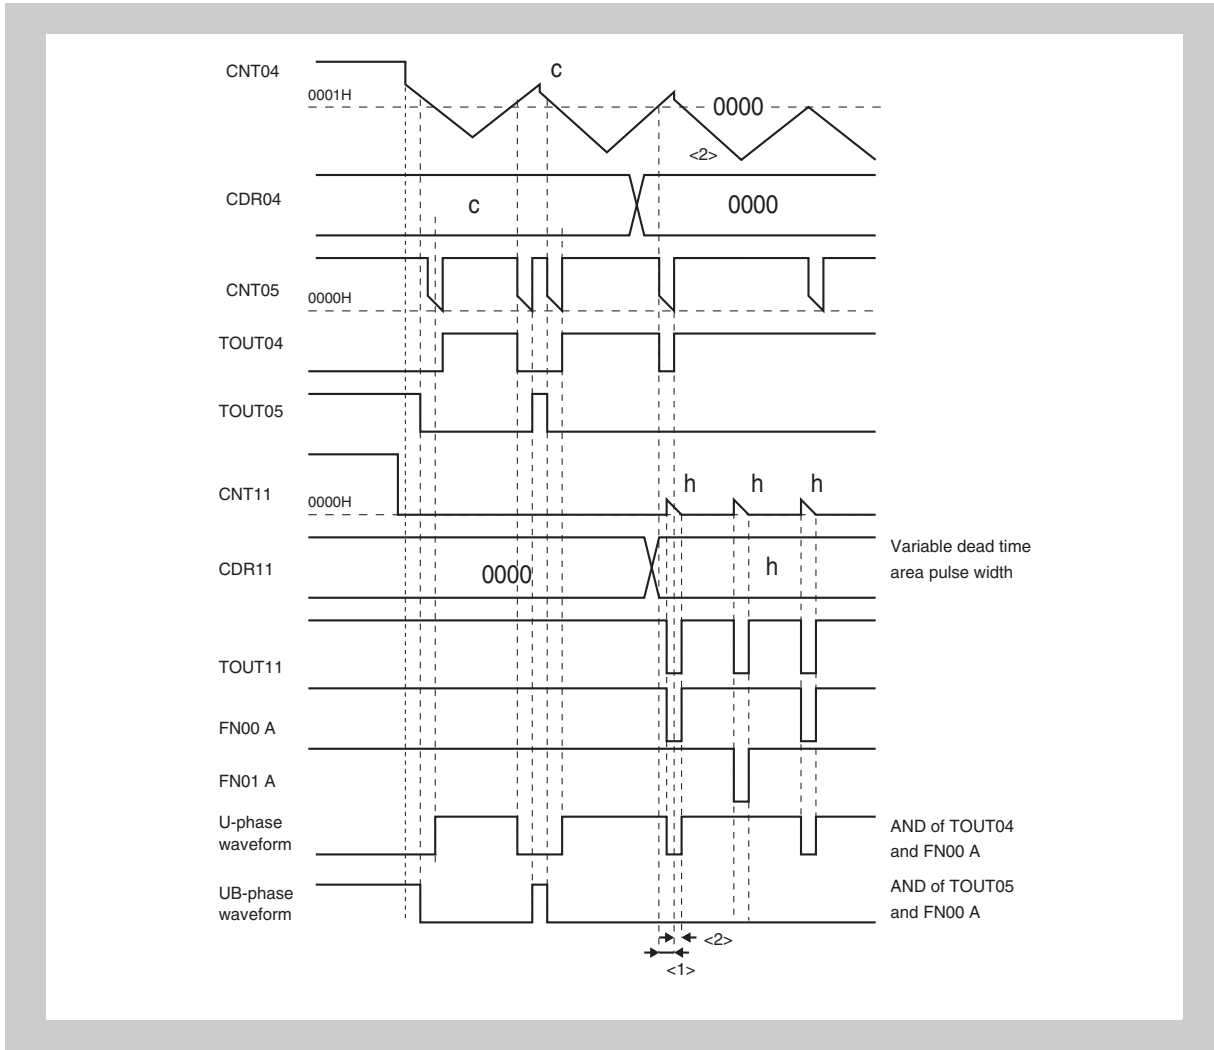 CNT04
c
0001H
0000
<2>
CDR04
c
0000
CNT05
0000H
TOUT04
TOUT05
CNT11
0000H
h
h
h
CDR11
0000
h
Variable dead time
area pulse width
TOUT11
FN00 A
FN01 A
U-phase
waveform
AND of TOUT04
and FN00 A
UB-phase
waveform
AND of TOUT05
and FN00 A
<2>
<1>